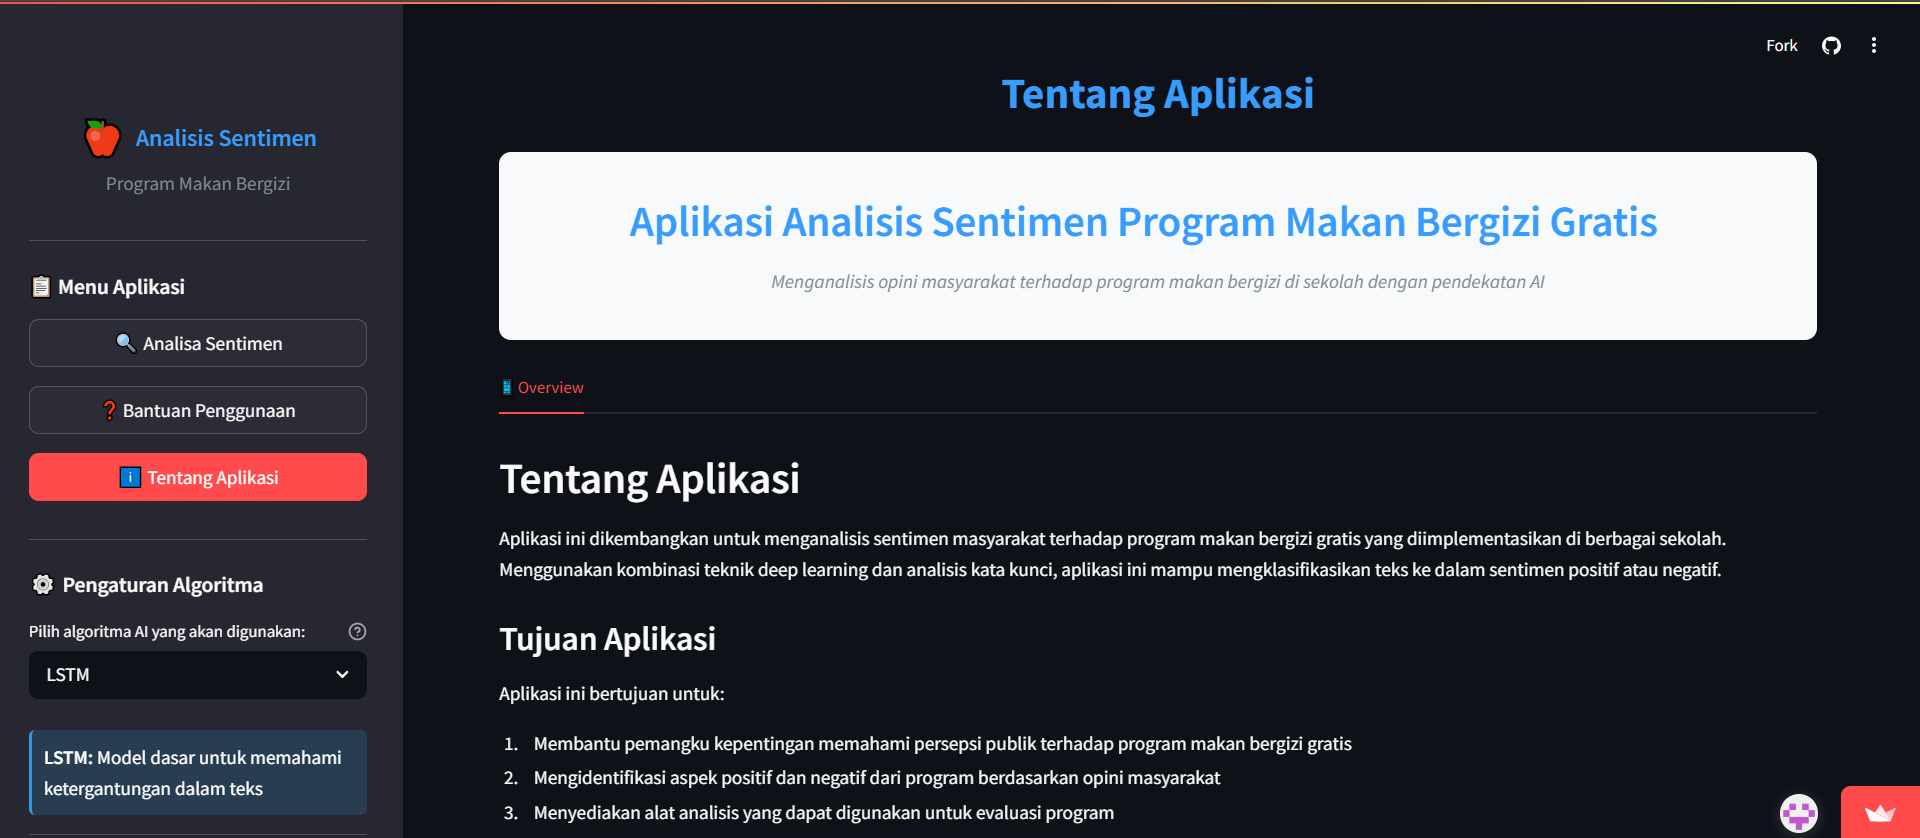 Fork
Analisis Sentimen
Program Makan Bergizi
Menu Aplikasi
Analisa Sentimen
Bantuan Penggunaan
Tentang Aplikasi
Pengaturan Algoritma
Pilih algoritma AI yang akan digunakan:
LSTM
LSTM: Model dasar untuk memahami
ketergantungan dalam teks
Tentang Aplikasi
Aplikasi Analisis Sentimen Program Makan Bergizi Gratis
Menganalisis opini masyarakat terhadap program makan bergizi di sekolah dengan pendekatan AI
Overview
Tentang Aplikasi
Aplikasi ini dikembangkan untuk menganalisis sentimen masyarakat terhadap program makan bergizi gratis yang diimplementasikan di berbagai sekolah.
Menggunakan kombinasi teknik deep learning dan analisis kata kunci, aplikasi ini mampu mengklasifikasikan teks ke dalam sentimen positif atau negatif.
Tujuan Aplikasi
Aplikasi ini bertujuan untuk:
1. Membantu pemangku kepentingan memahami persepsi publik terhadap program makan bergizi gratis
2. Mengidentifikasi aspek positif dan negatif dari program berdasarkan opini masyarakat
3. Menyediakan alat analisis yang dapat digunakan untuk evaluasi program